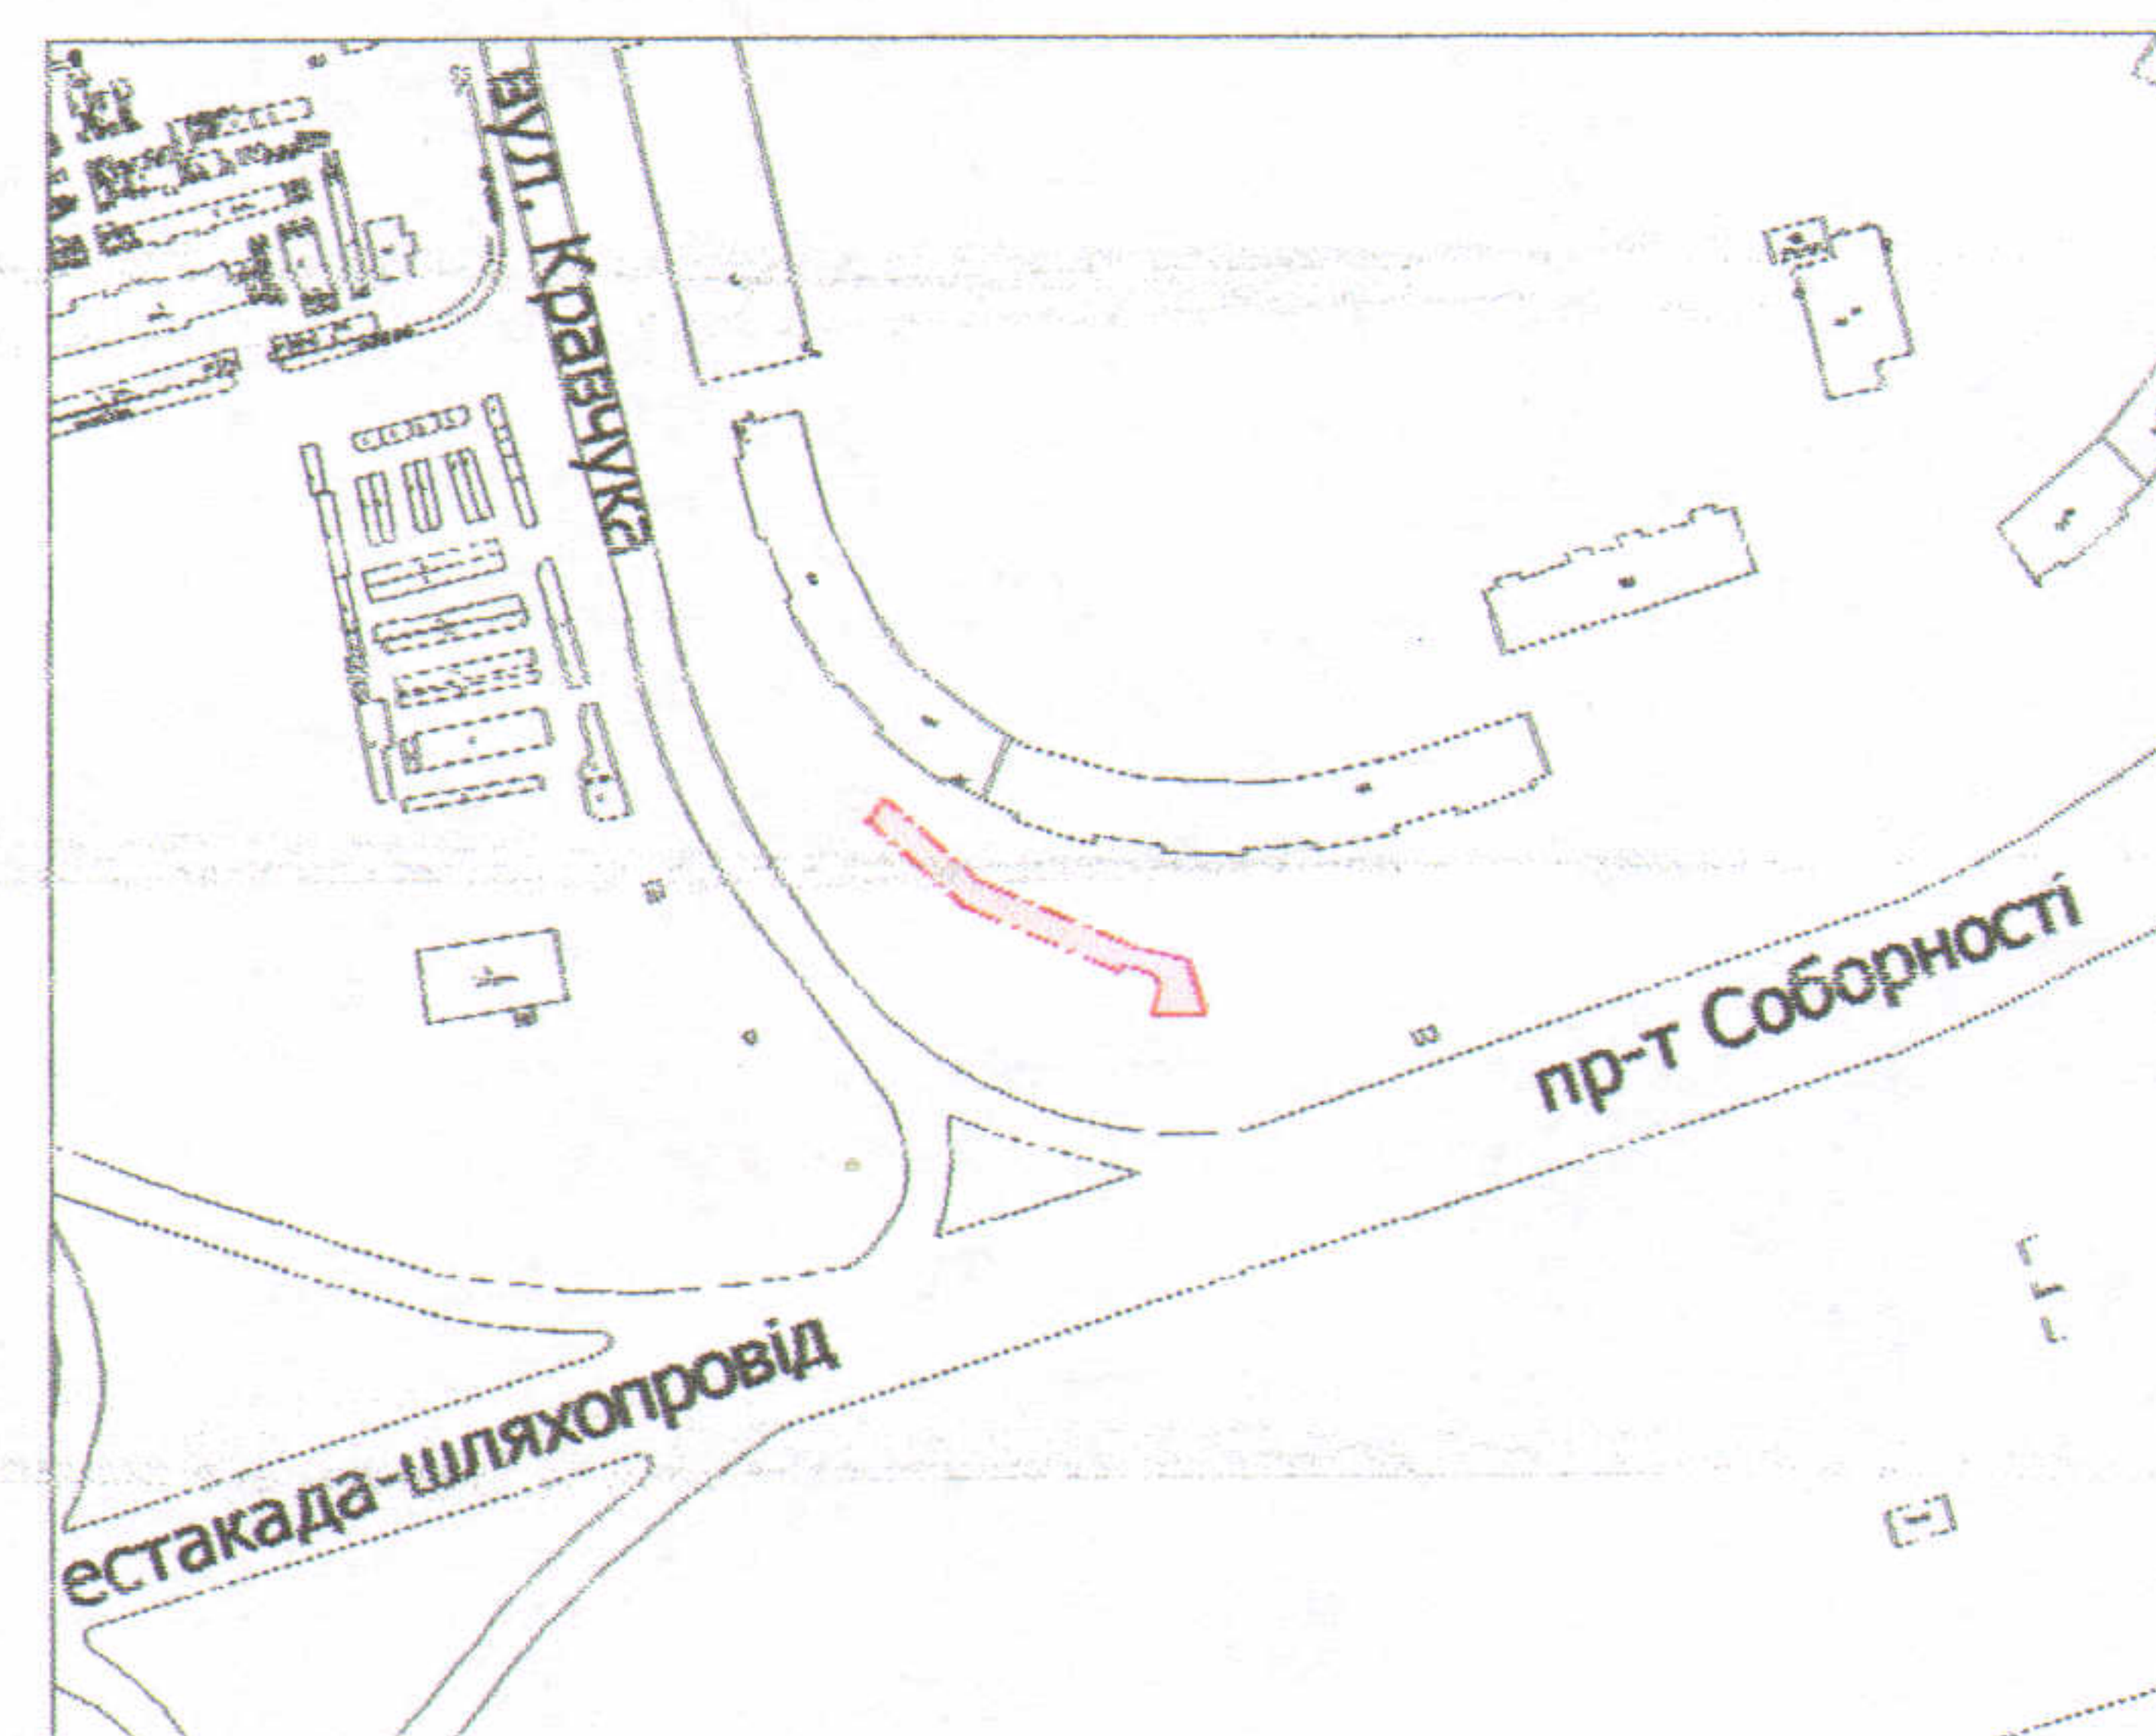 вул. Кравчука
пр-т Соборності
естакада-шляхопровід